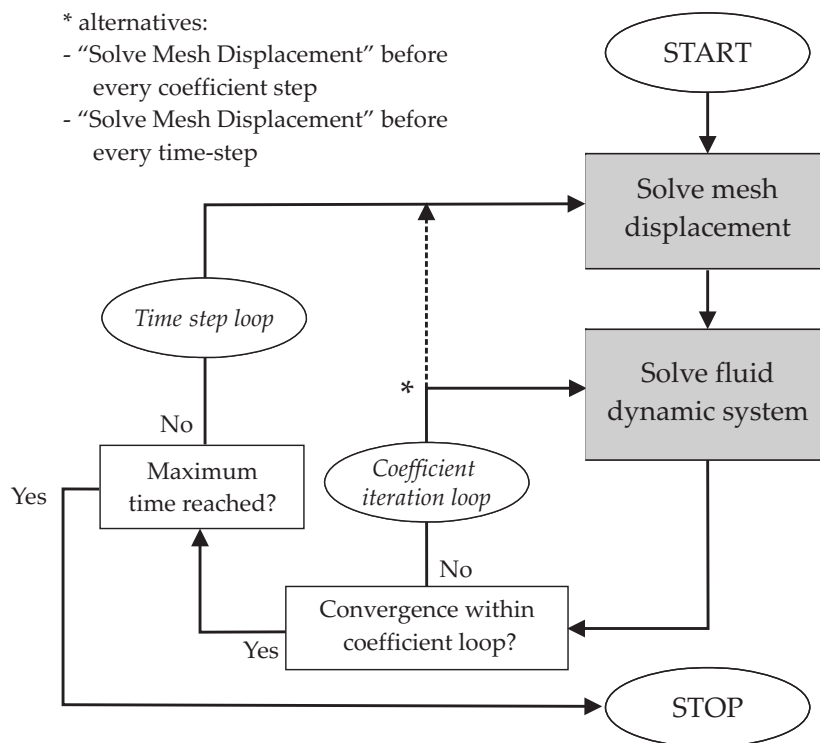 * alternatives:
- “Solve Mesh Displacement” before
every coefficient step
- “Solve Mesh Displacement” before
every time-step
START
Solve mesh
displacement
Time step loop
Solve fluid
dynamic system
*
No
Maximum
time reached?
Yes
Coefficient
iteration loop
No
Convergence within
coefficient loop?
Yes
STOP